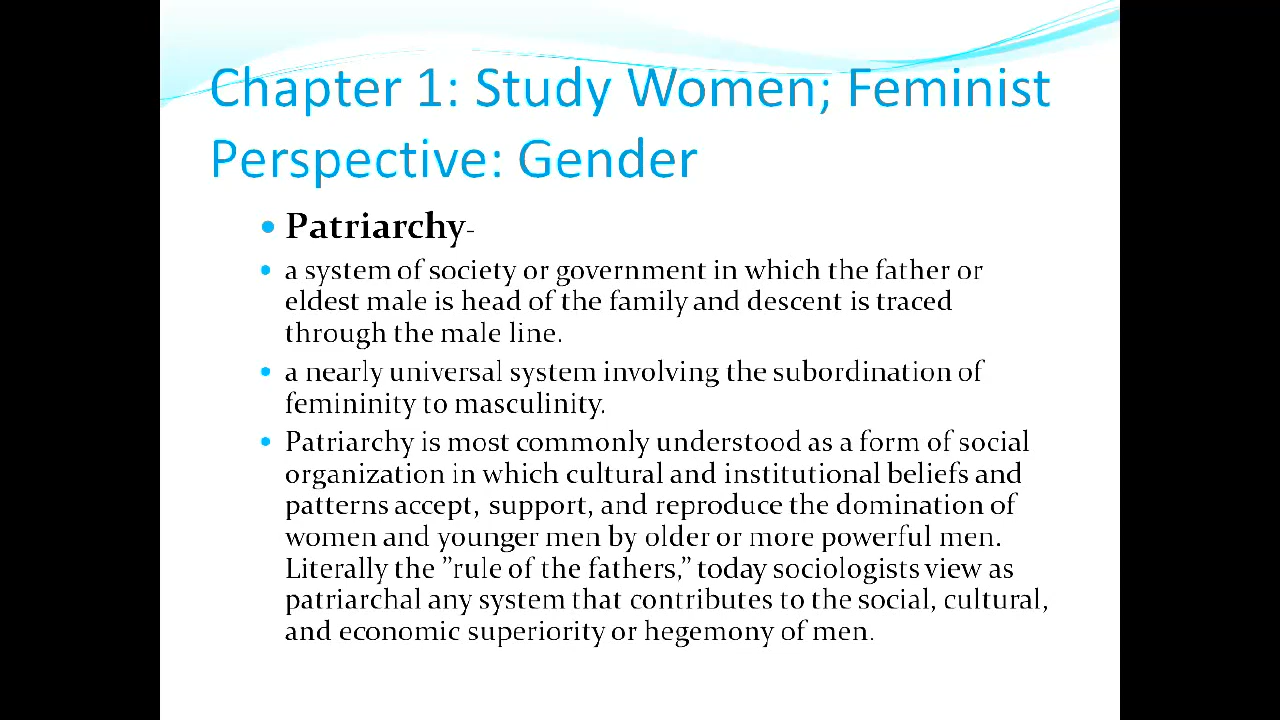 Chapter 1: Study Women; Feminist
Perspective: Gender
• Patriarchy-
• a system of society or government in which the father or
eldest male is head of the family and descent is traced
through the male line.
• a nearly universal system involving the subordination of
femininity to masculinity.
• Patriarchy is most commonly understood as a form of social
organization in which cultural and institutional beliefs and
patterns accept, support, and reproduce the domination of
women and younger men by older or more powerful men.
Literally the ”rule of the fathers,” today sociologists view as
patriarchal any system that contributes to the social, cultural,
and economic superiority or hegemony of men.